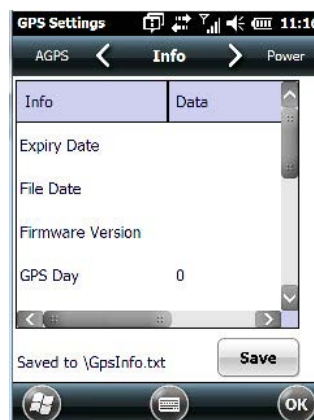 GPS Settings 11:16
AGPS Info Power
Info Data
Expiry Date
File Date
Firmware Version
GPS Day 0
Saved to \GpsInfo.txt Save
OK